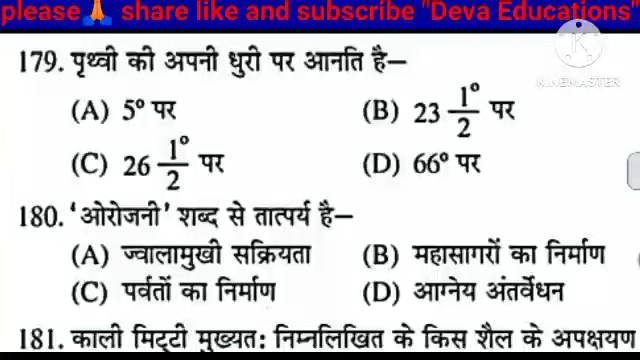 please🙏 share like and subscribe "Deva Educations"
KINEMASTER
179. पृथ्वी की अपनी धुरी पर आनति है—
(A) 5° पर (B) 23 1/2° पर
(C) 26 1/2° पर (D) 66° पर
180. ‘ओरोजनी’ शब्द से तात्पर्य है—
(A) ज्वालामुखी सक्रियता (B) महासागरों का निर्माण
(C) पर्वतों का निर्माण (D) आग्नेय अंतर्वेधन
181. काली मिट्टी मुख्यत: निम्नलिखित के किस शैल के अपक्षयण